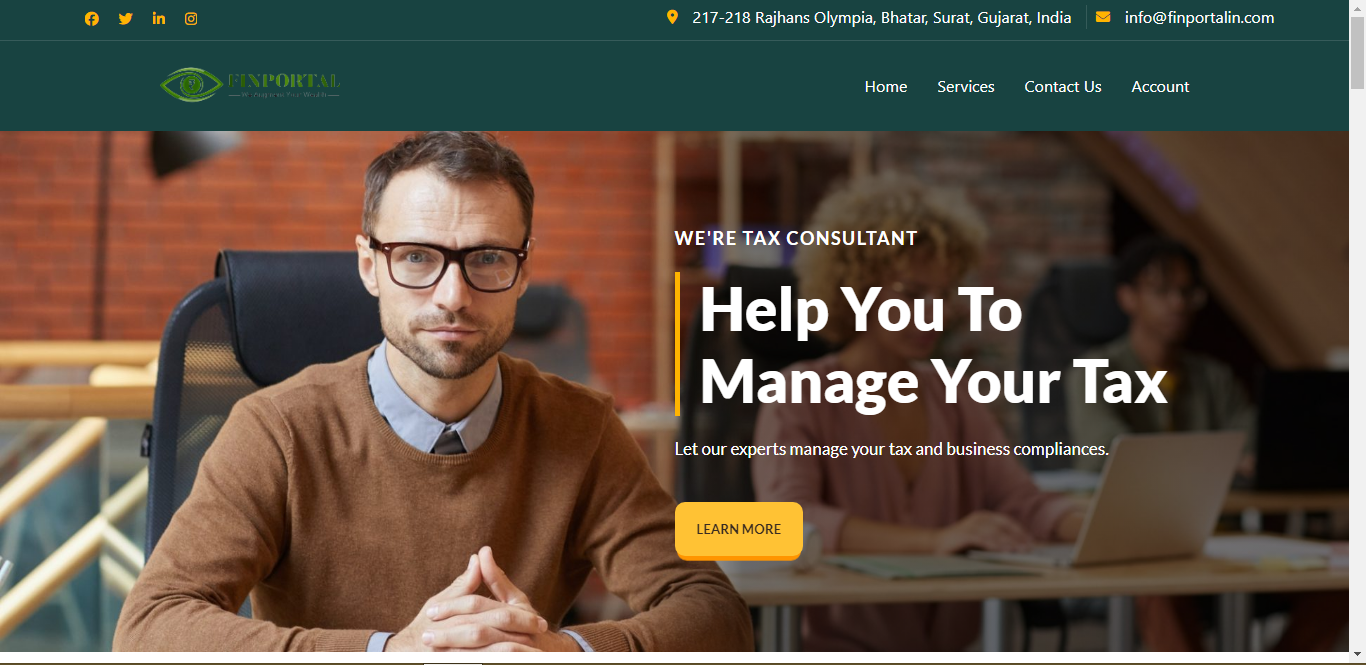 217-218 Rajhans Olympia, Bhatar, Surat, Gujarat, India
info@finportalin.com
FINPORTAL
Home
Services
Contact Us
Account
WE'RE TAX CONSULTANT
Help You To
Manage Your Tax
Let our experts manage your tax and business compliances.
LEARN MORE